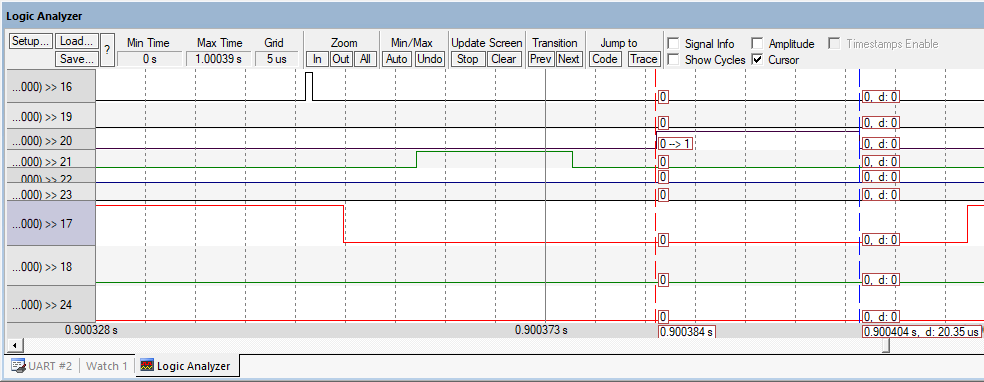 Logic Analyzer
Setup... Load... Save... ?
Min Time 0 s
Max Time 1.00039 s
Grid 5 us
Zoom In Out All
Min/Max Auto Undo
Update Screen Stop Clear
Transition Prev Next
Jump to Code Trace
Signal Info Amplitude Timestamps Enable
Show Cycles Cursor
...000) >> 16 0 0, d: 0
...000) >> 19 0 0, d: 0
...000) >> 20 0 --> 1 0, d: 0
...000) >> 21 0 0, d: 0
...000) >> 22 0 0, d: 0
...000) >> 23 0 0, d: 0
...000) >> 17 0 0, d: 0
...000) >> 18 0 0, d: 0
...000) >> 24 0 0, d: 0
0.900328 s 0.900373 s 0.900384 s 0.900404 s, d: 20.35 us
UART #2 Watch 1 Logic Analyzer